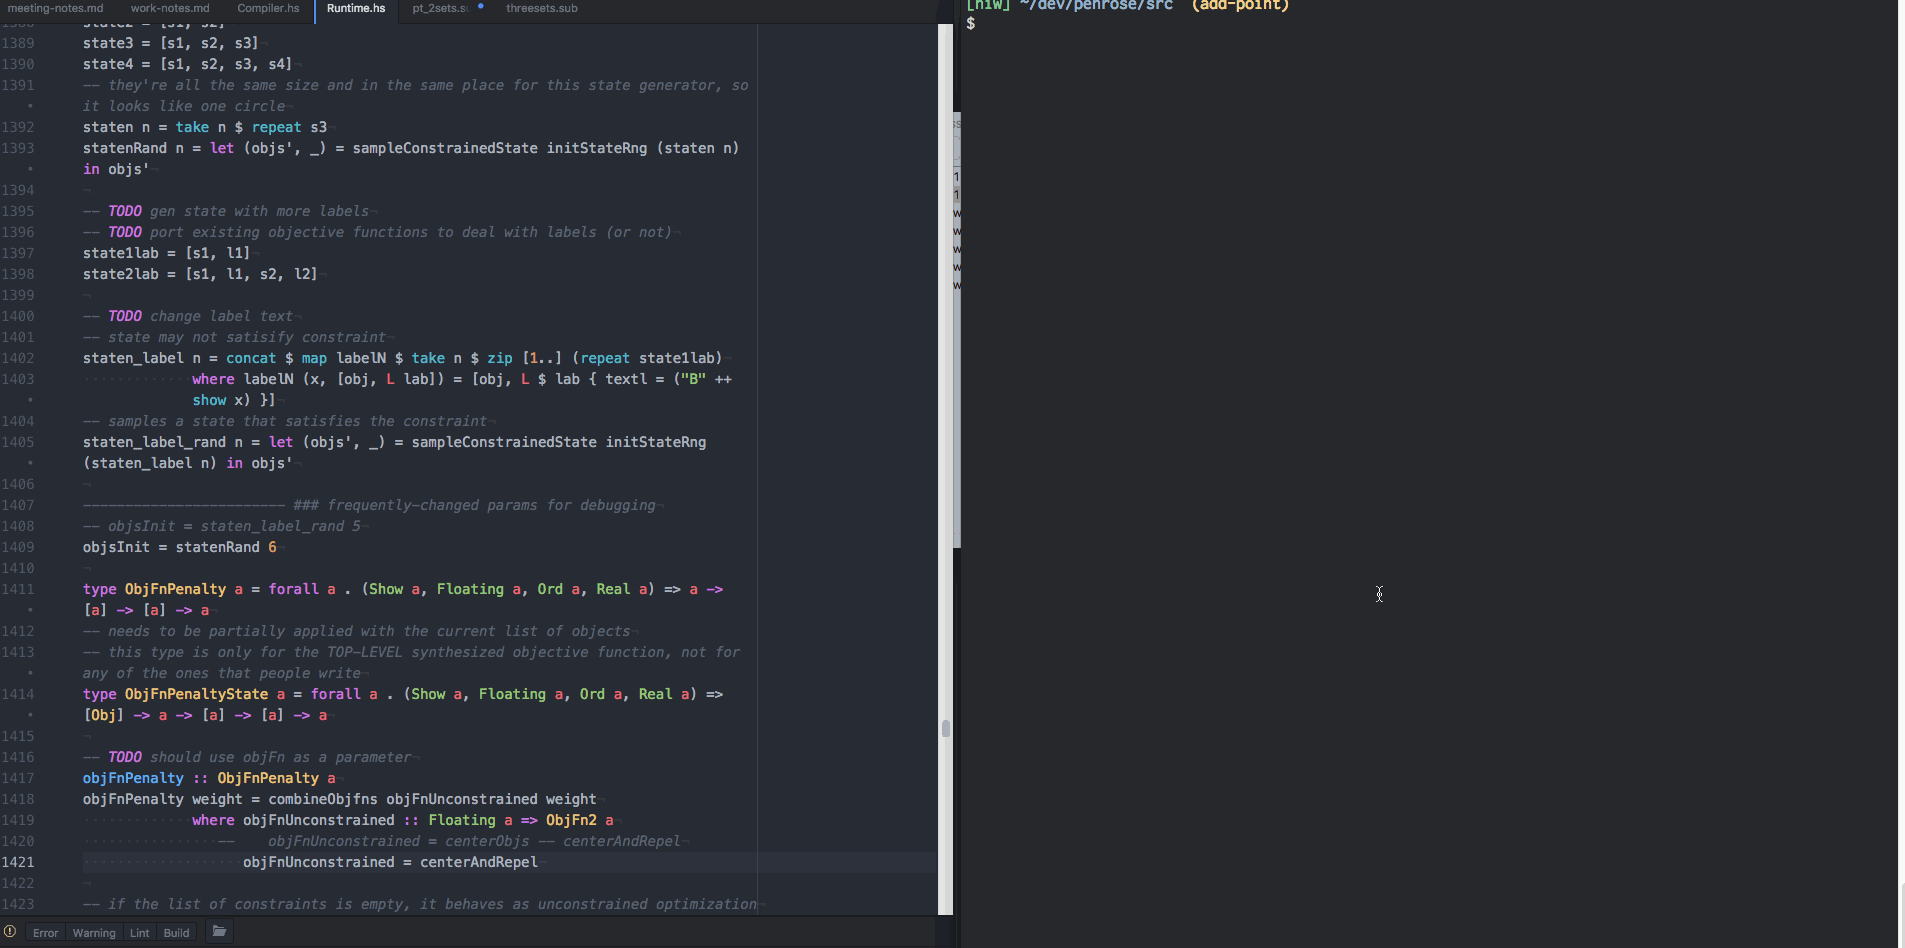 meeting-notes.md work-notes.md Compiler.hs Runtime.hs pt_2sets.s threesets.sub
1389 state3 = [s1, s2, s3]
1390 state4 = [s1, s2, s3, s4]
1391 -- they're all the same size and in the same place for this state generator, so
it looks like one circle
1392 staten n = take n $ repeat s3
1393 statenRand n = let (objs', _) = sampleConstrainedState initStateRng (staten n)
in objs'
1394
1395 -- TODO gen state with more labels
1396 -- TODO port existing objective functions to deal with labels (or not)
1397 state1lab = [s1, l1]
1398 state2lab = [s1, l1, s2, l2]
1399
1400 -- TODO change label text
1401 -- state may not satisify constraint
1402 staten_label n = concat $ map labelN $ take n $ zip [1..] (repeat state1lab)
1403 where labelN (x, [obj, L lab]) = [obj, L $ lab { textl = ("B" ++
show x) }]
1404 -- samples a state that satisfies the constraint
1405 staten_label_rand n = let (objs', _) = sampleConstrainedState initStateRng
(staten_label n) in objs'
1406
1407 ------------------------ ### frequently-changed params for debugging
1408 -- objsInit = staten_label_rand 5
1409 objsInit = statenRand 6
1410
1411 type ObjFnPenalty a = forall a . (Show a, Floating a, Ord a, Real a) => a ->
[a] -> [a] -> a
1412 -- needs to be partially applied with the current list of objects
1413 -- this type is only for the TOP-LEVEL synthesized objective function, not for
any of the ones that people write
1414 type ObjFnPenaltyState a = forall a . (Show a, Floating a, Ord a, Real a) =>
[Obj] -> a -> [a] -> [a] -> a
1415
1416 -- TODO should use objFn as a parameter
1417 objFnPenalty :: ObjFnPenalty a
1418 objFnPenalty weight = combineObjfns objFnUnconstrained weight
1419 where objFnUnconstrained :: Floating a => ObjFn2 a
1420 -- objFnUnconstrained = centerObjs -- centerAndRepel
1421 objFnUnconstrained = centerAndRepel
1422
1423 -- if the list of constraints is empty, it behaves as unconstrained optimization
Error Warning Lint Build
[niw] ~/dev/penrose/src (add-point)
$